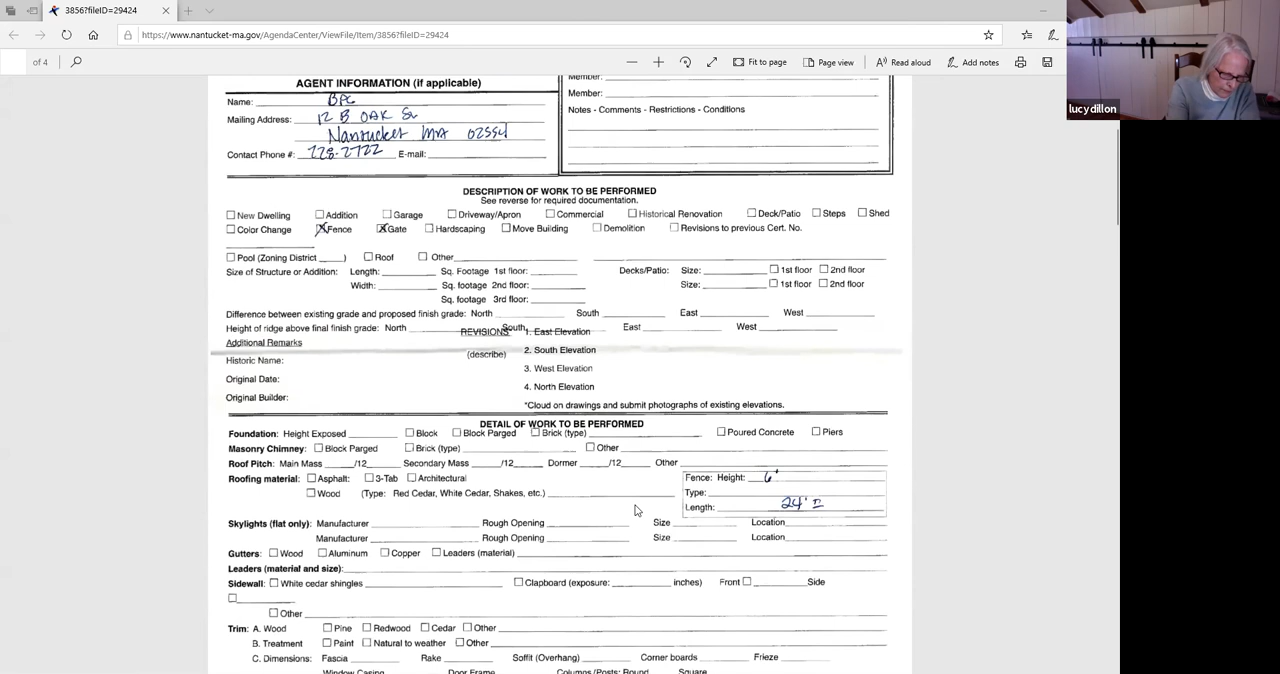 3856?fileID=29424
https://www.nantucket-ma.gov/AgendaCenter/ViewFile/Item/3856?fileID=29424
of 4
Fit to page
Page view
Read aloud
Add notes
lucydillon
AGENT INFORMATION (if applicable)
Name: BPC
Mailing Address: 12 B OAK St
Nantucket MA 02554
Contact Phone #: 228-2722 E-mail:
Member:
Member:
Notes - Comments - Restrictions - Conditions
DESCRIPTION OF WORK TO BE PERFORMED
See reverse for required documentation.
New Dwelling Addition Garage Driveway/Apron Commercial Historical Renovation Deck/Patio Steps Shed
Color Change Fence Gate Hardscaping Move Building Demolition Revisions to previous Cert. No.
Pool (Zoning District ) Roof Other
Size of Structure or Addition: Length: Sq. Footage 1st floor: Decks/Patio: Size: 1st floor 2nd floor
Width: Sq. footage 2nd floor: Size: 1st floor 2nd floor
Sq. footage 3rd floor:
Difference between existing grade and proposed finish grade: North South East West
Height of ridge above final finish grade: North South East West
Additional Remarks
REVISIONS 1. East Elevation
Historic Name: (describe) 2. South Elevation
Original Date: 3. West Elevation
Original Builder: 4. North Elevation
*Cloud on drawings and submit photographs of existing elevations.
DETAIL OF WORK TO BE PERFORMED
Foundation: Height Exposed Block Block Parged Brick (type) Poured Concrete Piers
Masonry Chimney: Block Parged Brick (type) Other
Roof Pitch: Main Mass /12 Secondary Mass /12 Dormer /12 Other
Roofing material: Asphalt: 3-Tab Architectural
Wood (Type: Red Cedar, White Cedar, Shakes, etc.)
Fence: Height: 6'
Type:
Length: 24'
Skylights (flat only): Manufacturer Rough Opening Size Location
Manufacturer Rough Opening Size Location
Gutters: Wood Aluminum Copper Leaders (material)
Leaders (material and size):
Sidewall: White cedar shingles Clapboard (exposure: inches) Front Side
Other
Trim: A. Wood Pine Redwood Cedar Other
B. Treatment Paint Natural to weather Other
C. Dimensions: Fascia Rake Soffit (Overhang) Corner boards Frieze
Window Casing Door Frame Columns/Posts: Round Square